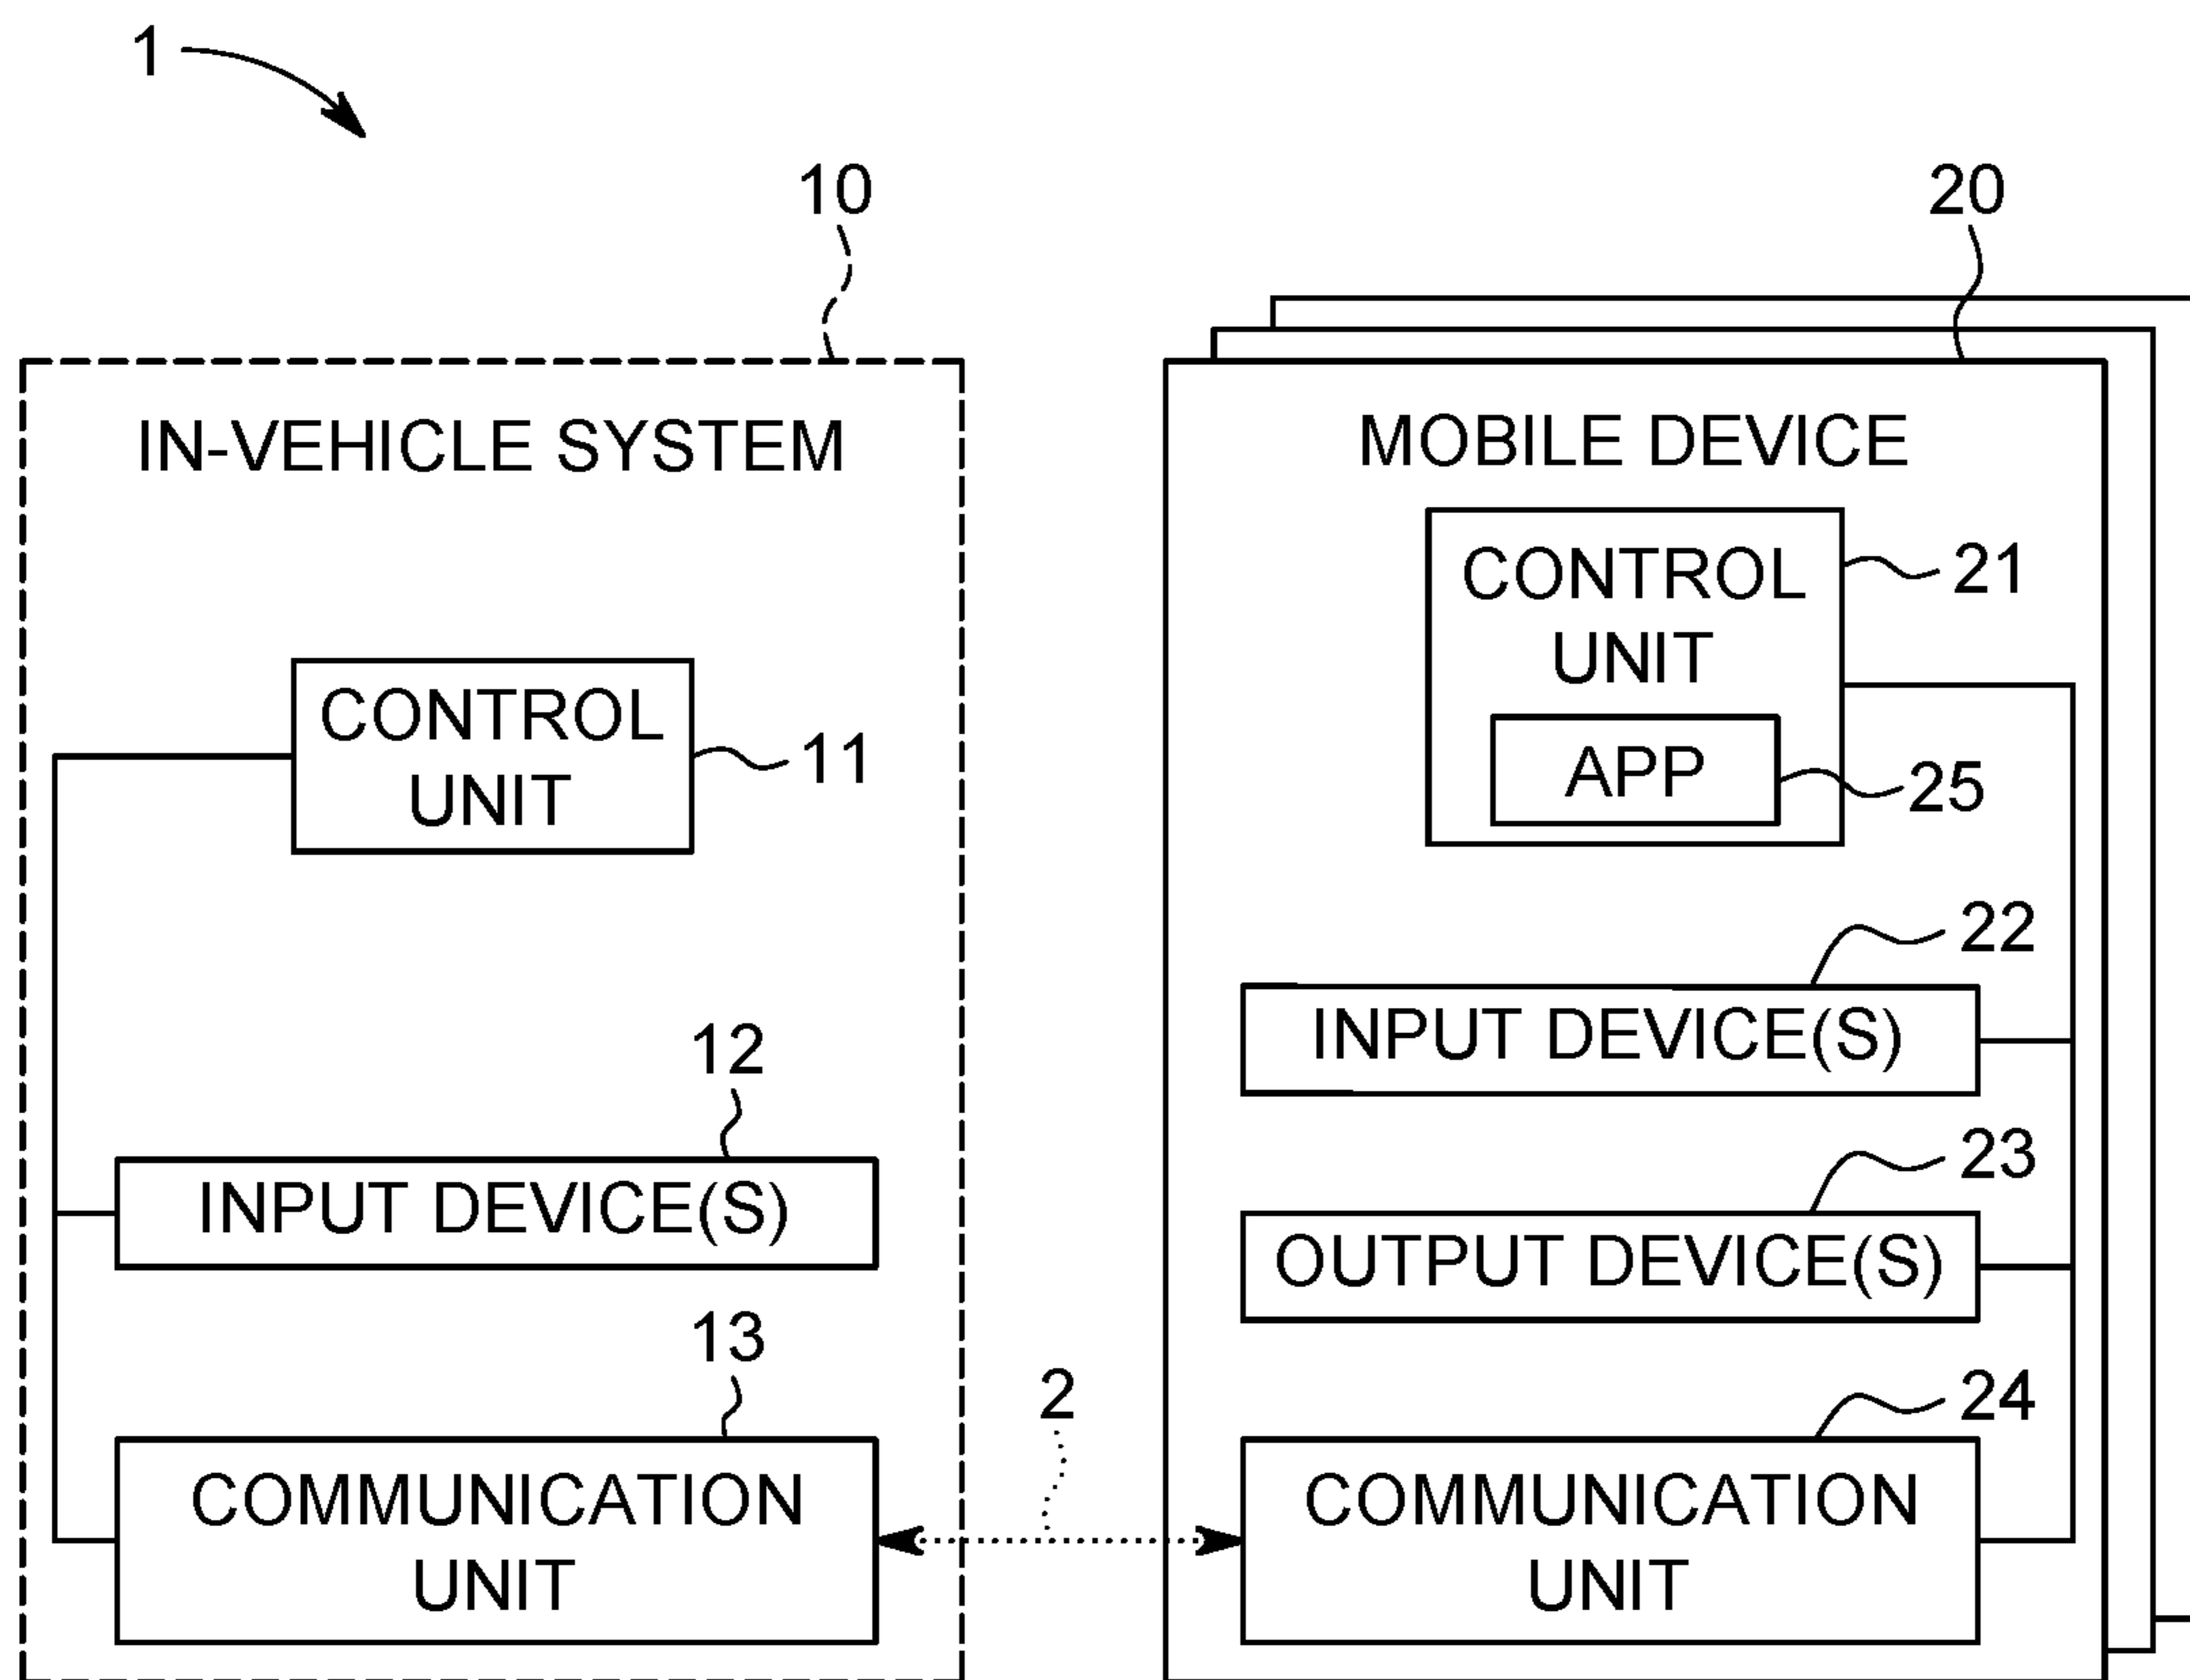 1
10
20
IN-VEHICLE SYSTEM
CONTROL
UNIT
11
12
INPUT DEVICE(S)
13
COMMUNICATION
UNIT
2
MOBILE DEVICE
CONTROL
UNIT
21
APP
25
22
INPUT DEVICE(S)
23
OUTPUT DEVICE(S)
24
COMMUNICATION
UNIT